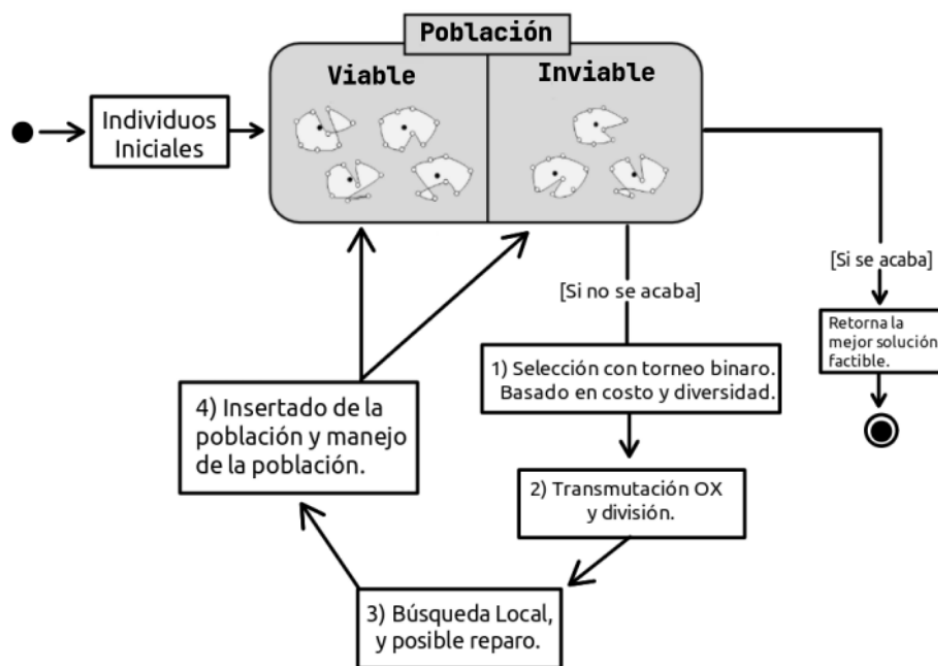 Población
Viable
Inviable
Individuos
Iniciales
[Si no se acaba]
[Si se acaba]
Retorna la
mejor solución
factible.
1) Selección con torneo binaro.
Basado en costo y diversidad.
2) Transmutación OX
y división.
3) Búsqueda Local,
y posible reparo.
4) Insertado de la
población y manejo
de la población.